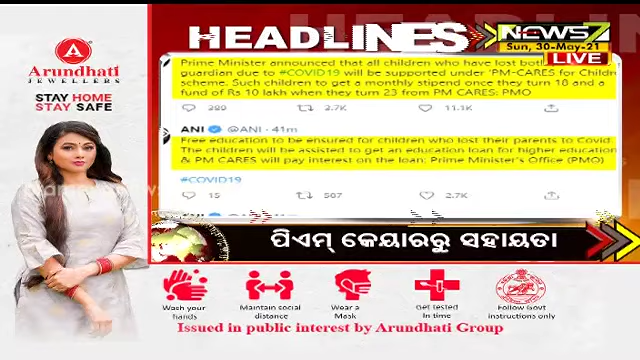 HEADLINES
NEWS7
Sun, 30-May-21
LIVE
Arundhati
JEWELLERS
STAY HOME
STAY SAFE
Prime Minister announced that all children who have lost bot
guardian due to #COVID19 will be supported under 'PM-CARES for Childr
scheme. Such children to get a monthly stipend once they turn 18 and a
fund of Rs 10 lakh when they turn 23 from PM CARES: PMO
289 2.7K 11.1K
ANI @ANI · 41m
Free education to be ensured for children who lost their parents to Covid
The children will be assisted to get an education loan for higher education
& PM CARES will pay interest on the loan: Prime Minister's Office (PMO)
#COVID19
15 507 2.7K
ପିଏମ୍ କେୟାରରୁ ସହାୟତା
Wash your
hands
Maintain social
distance
Wear a
Mask
Get tested
in time
Follow Govt
instructions only
Issued in public interest by Arundhati Group